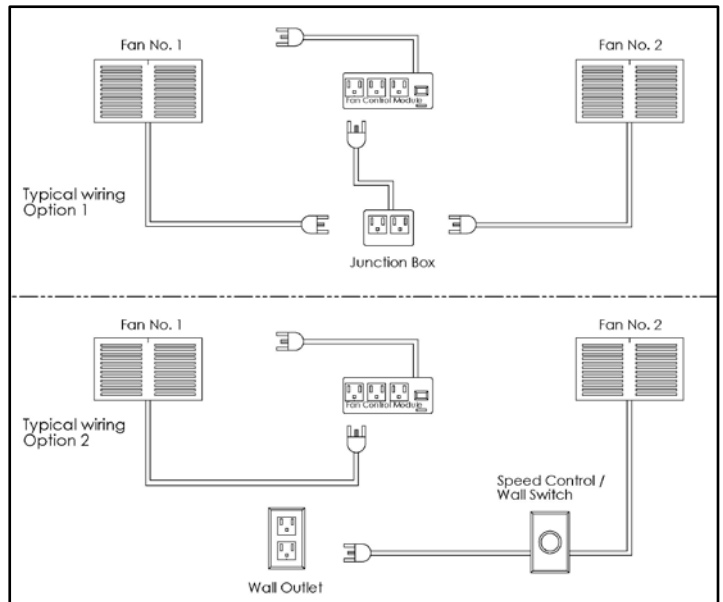 Fan No. 1
Fan No. 2
Fan Control Module
Typical wiring
Option 1
Junction Box
Fan No. 1
Fan No. 2
Fan Control Module
Typical wiring
Option 2
Speed Control /
Wall Switch
Wall Outlet